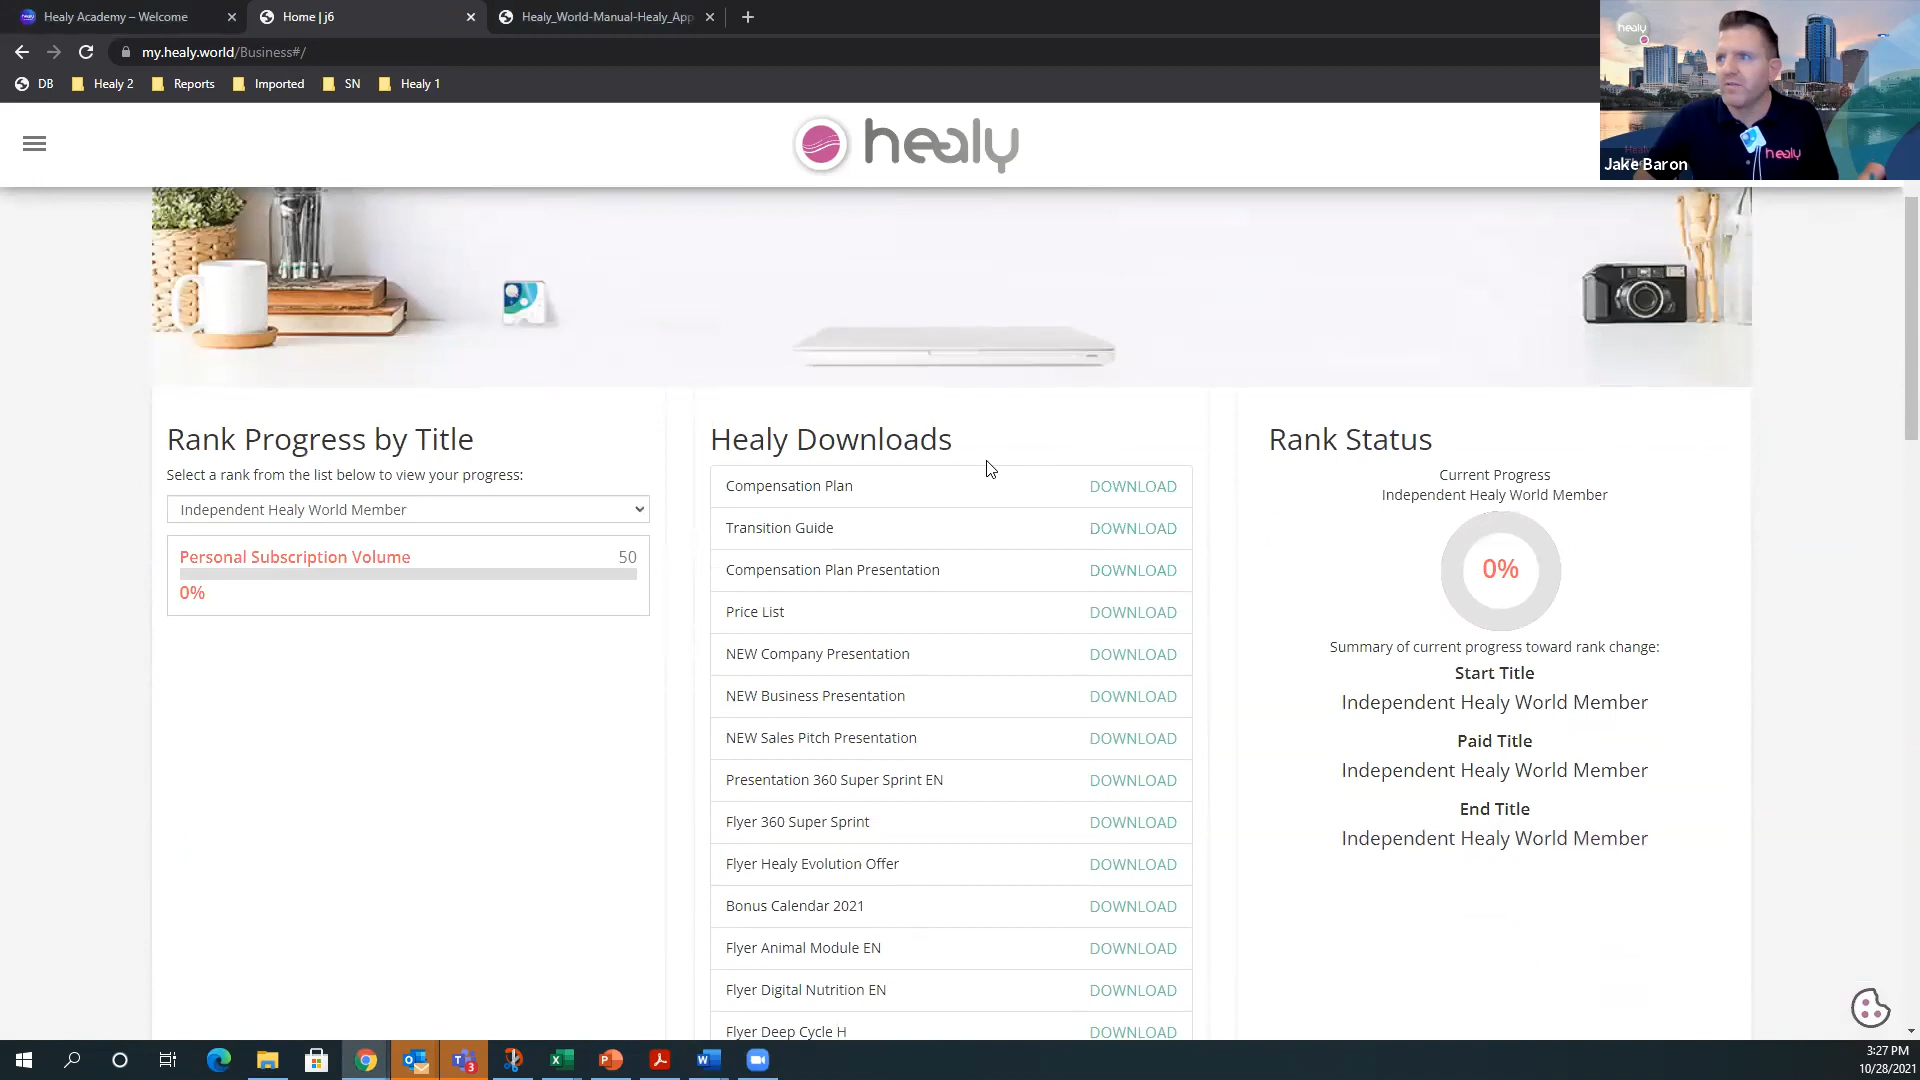 Healy Academy – Welcome
Home | j6
Healy_World-Manual-Healy_App
my.healy.world/Business#/
DB
Healy 2
Reports
Imported
SN
Healy 1
healy
healy
healy
Jake Baron
Rank Progress by Title
Select a rank from the list below to view your progress:
Independent Healy World Member
Personal Subscription Volume 50
0%
Healy Downloads
Compensation Plan DOWNLOAD
Transition Guide DOWNLOAD
Compensation Plan Presentation DOWNLOAD
Price List DOWNLOAD
NEW Company Presentation DOWNLOAD
NEW Business Presentation DOWNLOAD
NEW Sales Pitch Presentation DOWNLOAD
Presentation 360 Super Sprint EN DOWNLOAD
Flyer 360 Super Sprint DOWNLOAD
Flyer Healy Evolution Offer DOWNLOAD
Bonus Calendar 2021 DOWNLOAD
Flyer Animal Module EN DOWNLOAD
Flyer Digital Nutrition EN DOWNLOAD
Flyer Deep Cycle H DOWNLOAD
Rank Status
Current Progress
Independent Healy World Member
0%
Summary of current progress toward rank change:
Start Title
Independent Healy World Member
Paid Title
Independent Healy World Member
End Title
Independent Healy World Member
3:27 PM
10/28/2021